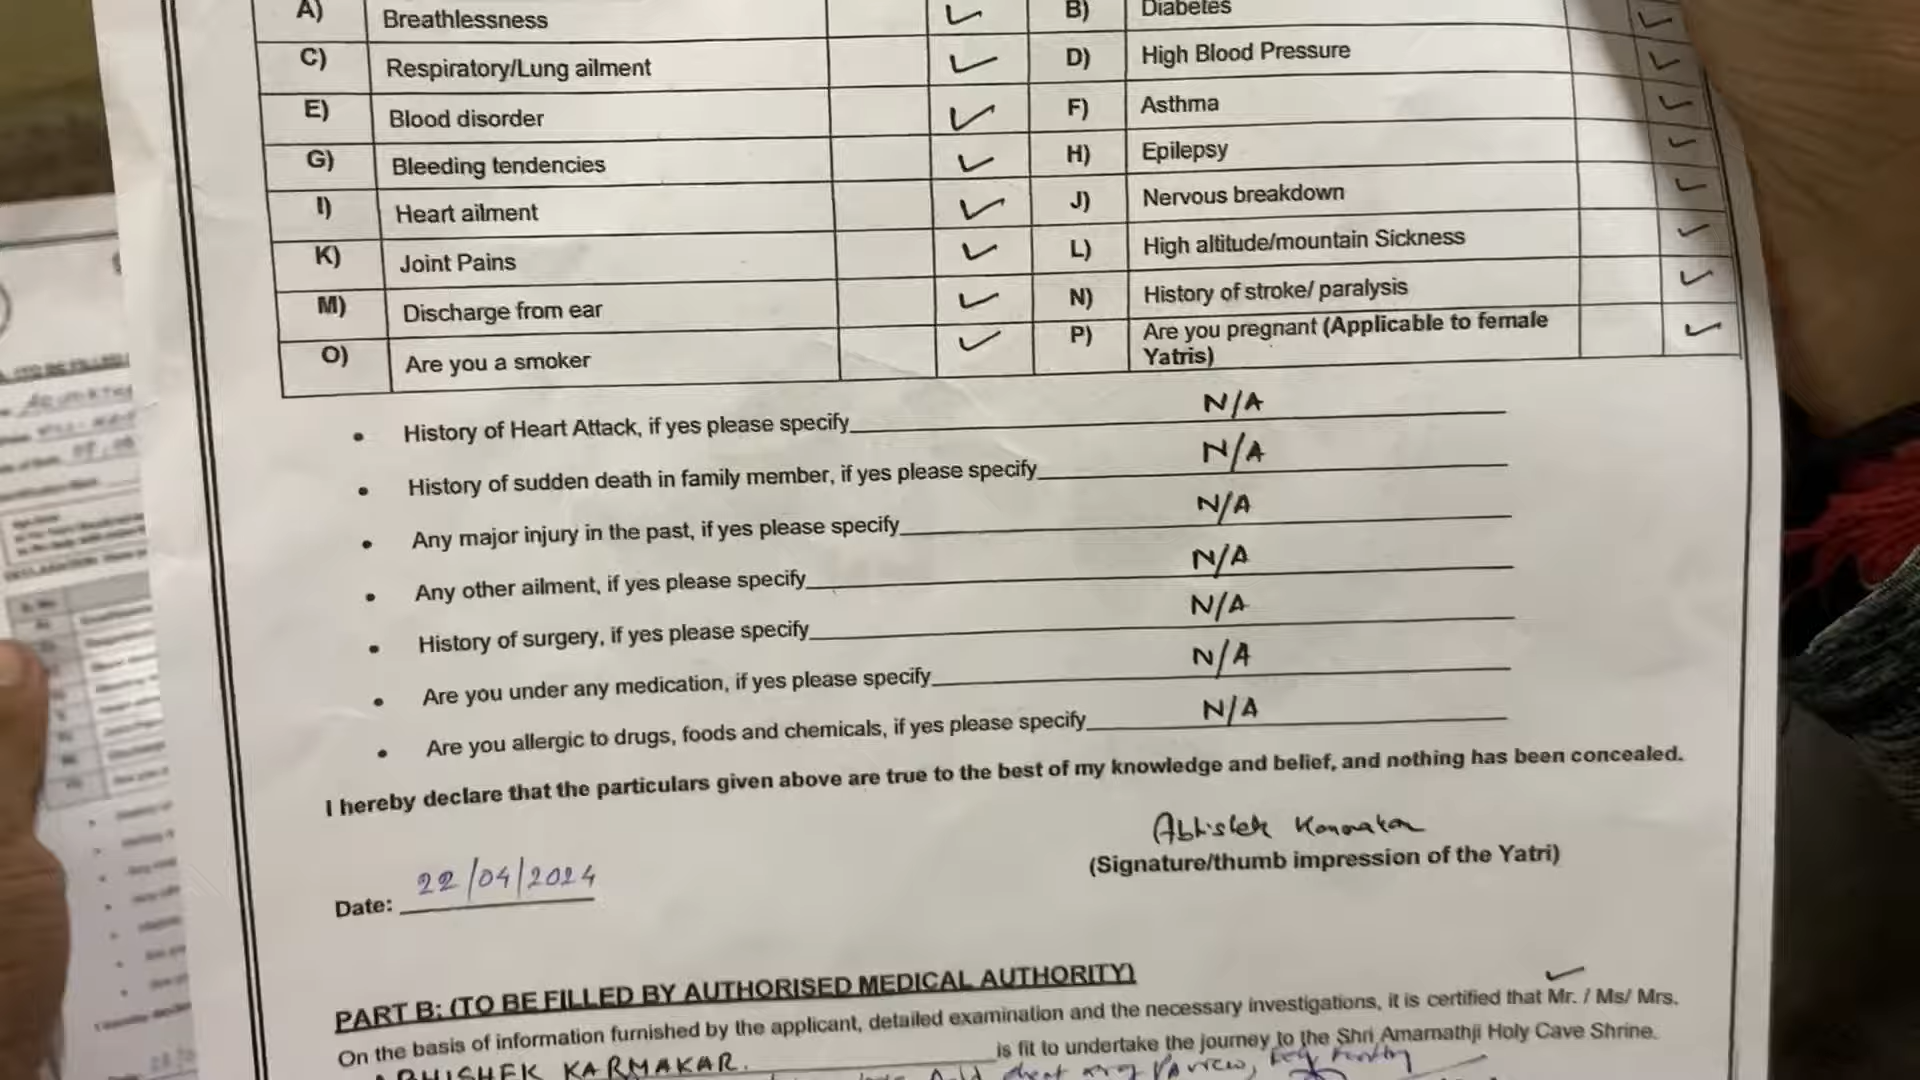 A) Breathlessness ✓ B) Diabetes ✓
C) Respiratory/Lung ailment ✓ D) High Blood Pressure ✓
E) Blood disorder ✓ F) Asthma ✓
G) Bleeding tendencies ✓ H) Epilepsy ✓
I) Heart ailment ✓ J) Nervous breakdown ✓
K) Joint Pains ✓ L) High altitude/mountain Sickness ✓
M) Discharge from ear ✓ N) History of stroke/ paralysis ✓
O) Are you a smoker ✓ P) Are you pregnant (Applicable to female
Yatris) ✓
• History of Heart Attack, if yes please specify N/A
• History of sudden death in family member, if yes please specify N/A
• Any major injury in the past, if yes please specify N/A
• Any other ailment, if yes please specify N/A
• History of surgery, if yes please specify N/A
• Are you under any medication, if yes please specify N/A
• Are you allergic to drugs, foods and chemicals, if yes please specify N/A
I hereby declare that the particulars given above are true to the best of my knowledge and belief, and nothing has been concealed.
Abhishek Karmakar
(Signature/thumb impression of the Yatri)
Date: 22/04/2024
PART B: (TO BE FILLED BY AUTHORISED MEDICAL AUTHORITY)
On the basis of information furnished by the applicant, detailed examination and the necessary investigations, it is certified that Mr. ✓ / Ms/ Mrs.
ABHISHEK KARMAKAR. is fit to undertake the journey to the Shri Amarnathji Holy Cave Shrine.